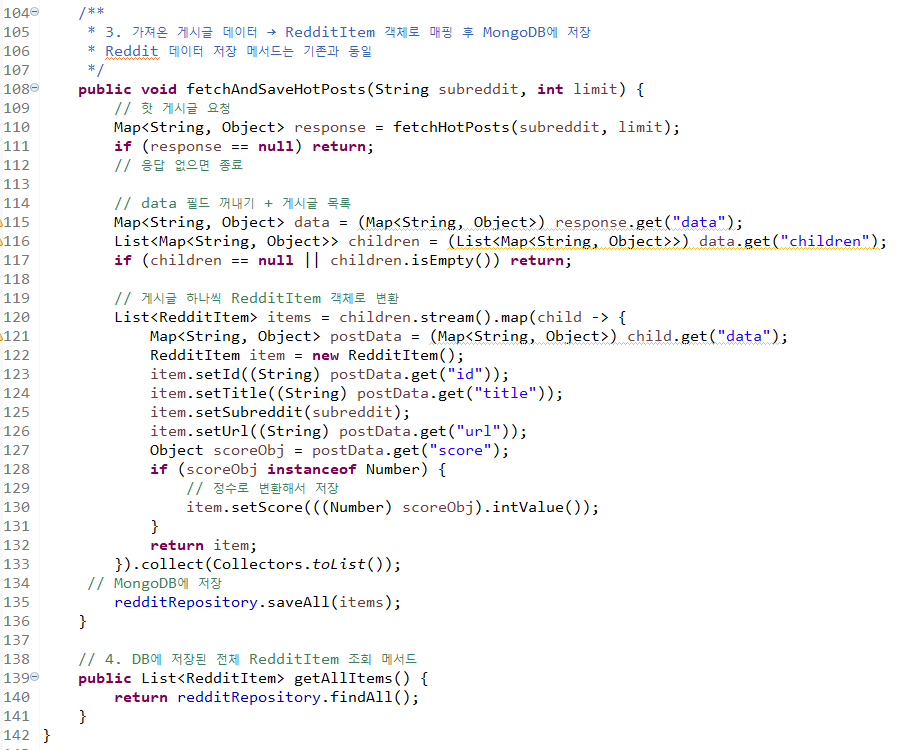 104 /**
105 * 3. 가져온 게시글 데이터 → RedditItem 객체로 매핑 후 MongoDB에 저장
106 * Reddit 데이터 저장 메서드는 기존과 동일
107 */
108 public void fetchAndSaveHotPosts(String subreddit, int limit) {
109 // 핫 게시글 요청
110 Map<String, Object> response = fetchHotPosts(subreddit, limit);
111 if (response == null) return;
112 // 응답 없으면 종료
113
114 // data 필드 꺼내기 + 게시글 목록
115 Map<String, Object> data = (Map<String, Object>) response.get("data");
116 List<Map<String, Object>> children = (List<Map<String, Object>>) data.get("children");
117 if (children == null || children.isEmpty()) return;
118
119 // 게시글 하나씩 RedditItem 객체로 변환
120 List<RedditItem> items = children.stream().map(child -> {
121 Map<String, Object> postData = (Map<String, Object>) child.get("data");
122 RedditItem item = new RedditItem();
123 item.setId((String) postData.get("id"));
124 item.setTitle((String) postData.get("title"));
125 item.setSubreddit(subreddit);
126 item.setUrl((String) postData.get("url"));
127 Object scoreObj = postData.get("score");
128 if (scoreObj instanceof Number) {
129 // 정수로 변환해서 저장
130 item.setScore(((Number) scoreObj).intValue());
131 }
132 return item;
133 }).collect(Collectors.toList());
134 // MongoDB에 저장
135 redditRepository.saveAll(items);
136 }
137
138 // 4. DB에 저장된 전체 RedditItem 조회 메서드
139 public List<RedditItem> getAllItems() {
140 return redditRepository.findAll();
141 }
142 }